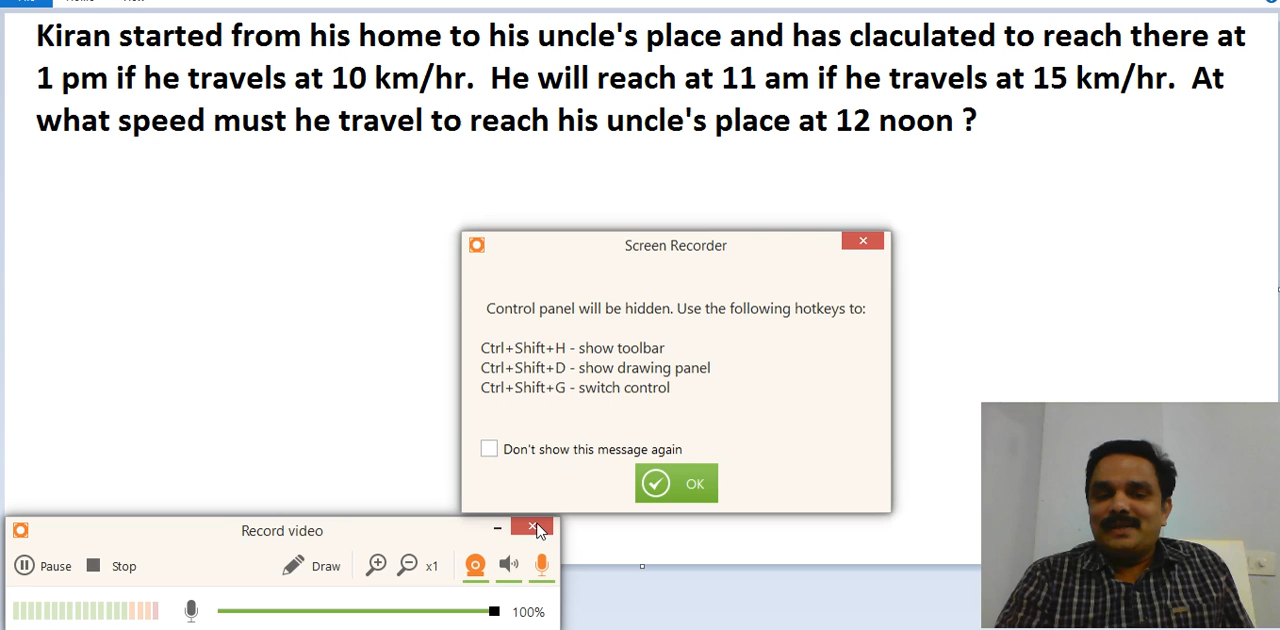 Kiran started from his home to his uncle's place and has claculated to reach there at
1 pm if he travels at 10 km/hr. He will reach at 11 am if he travels at 15 km/hr. At
what speed must he travel to reach his uncle's place at 12 noon ?
Screen Recorder
Control panel will be hidden. Use the following hotkeys to:
Ctrl+Shift+H - show toolbar
Ctrl+Shift+D - show drawing panel
Ctrl+Shift+G - switch control
Don't show this message again
OK
Record video
Pause Stop Draw x1
100%